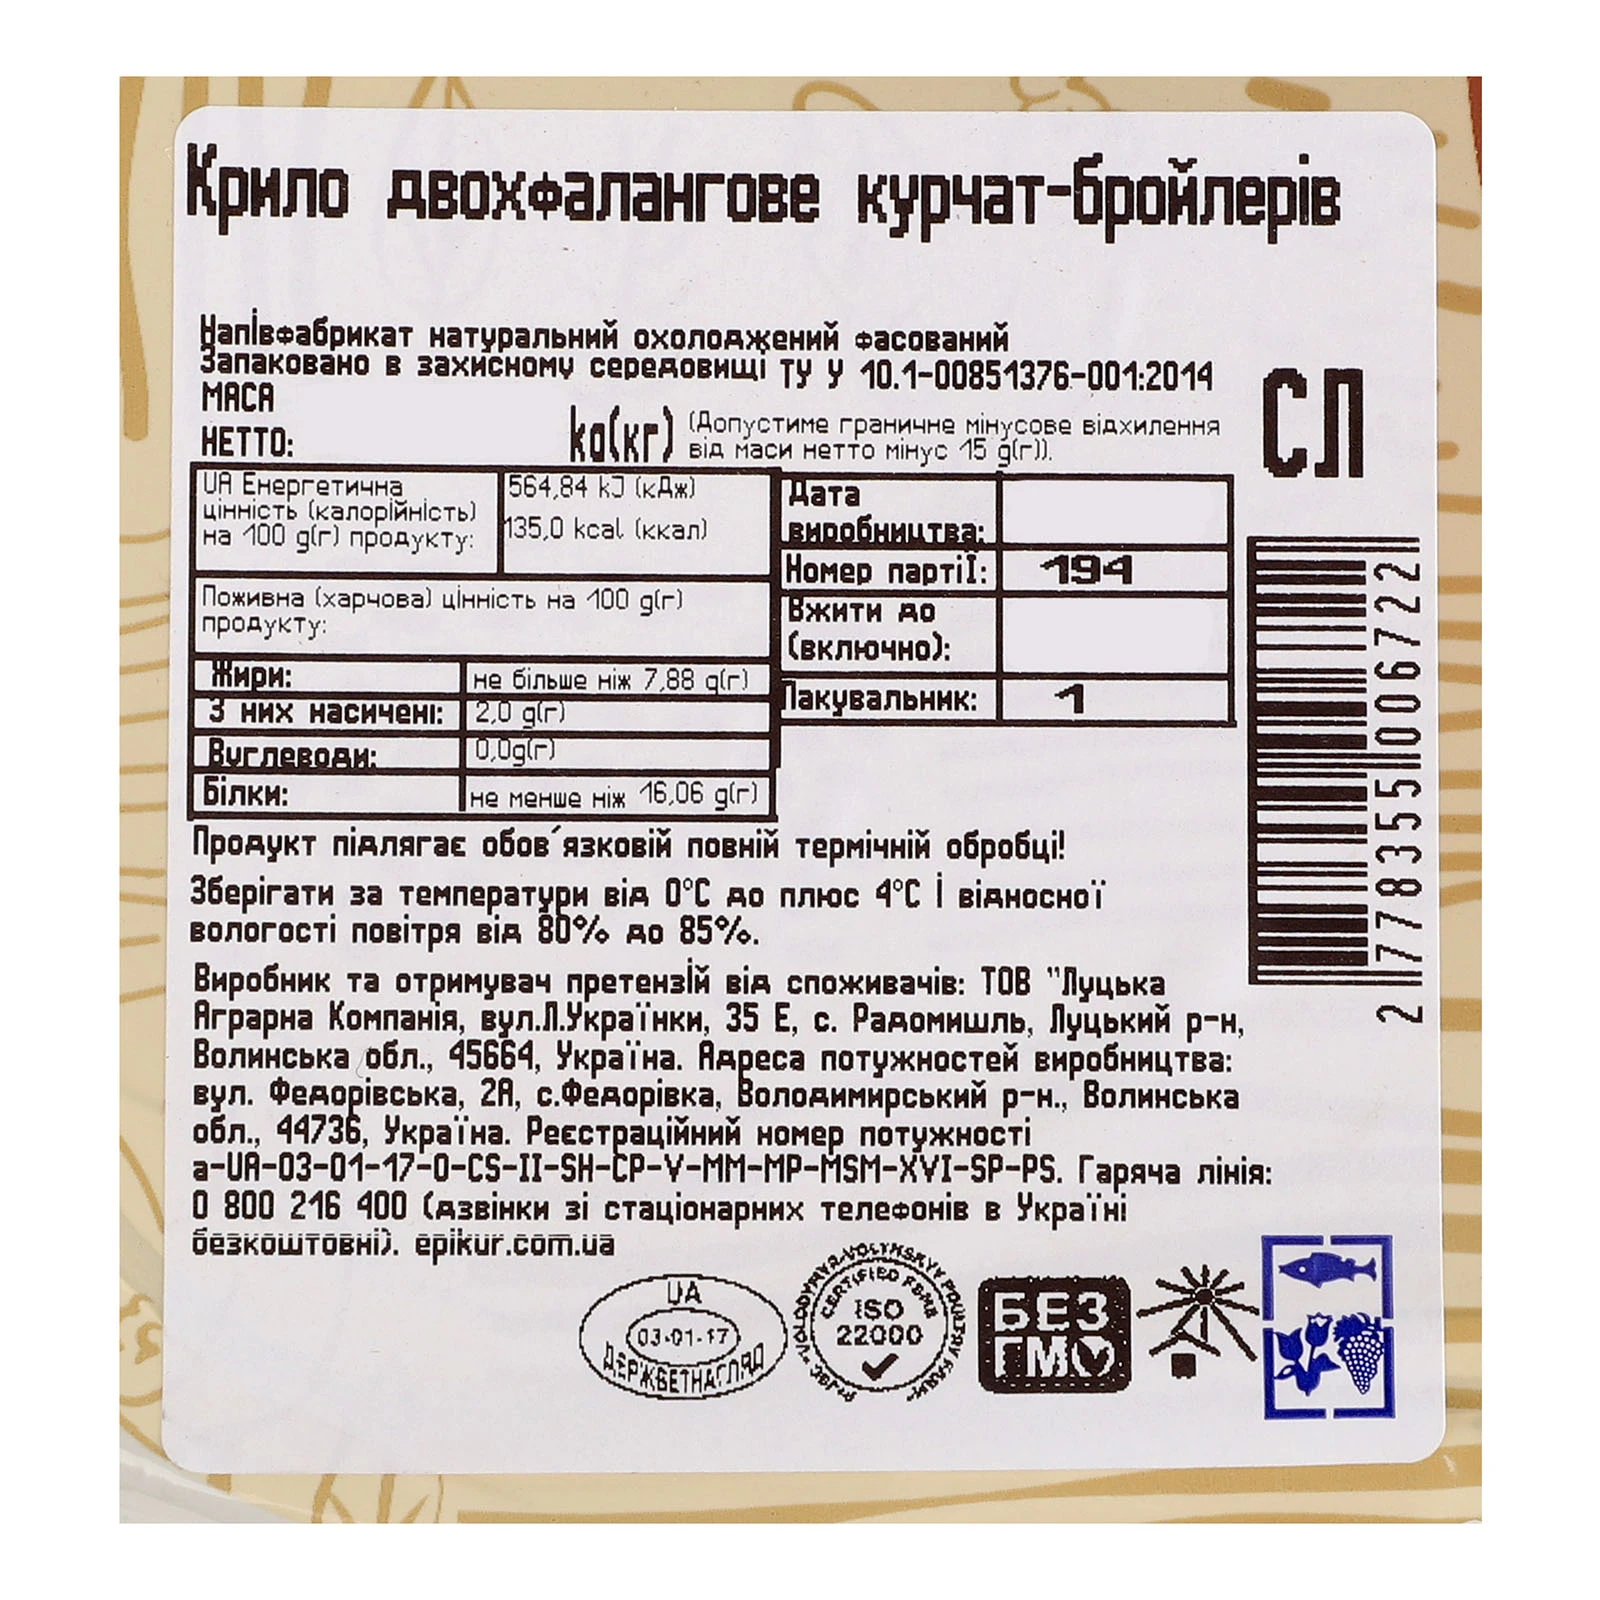 Крило двохфалангове курчат-бройлерів
Напівфабрикат натуральний охолоджений фасований
Запаковано в захисному середовищі ТУ У 10.1-00851376-001:2014
МАСА
НЕТТО:
kg(кг) (Допустиме граничне мінусове відхилення
від маси нетто мінус 15 g(г)).
СЛ
UA Енергетична
цінність (калорійність)
на 100 g(г) продукту:
564,84 kJ (кДж)
135,0 kcal (ккал)
Поживна (харчова) цінність на 100 g(г)
продукту:
Жири: не більше ніж 7,88 g(г)
З них насичені: 2,0 g(г)
Вуглеводи: 0,0g(г)
Білки: не менше ніж 16,06 g(г)
Дата
виробництва:
Номер партії: 194
Вжити до
(включно):
Пакувальник: 1
2 778355 006722
Продукт підлягає обов´язковій повній термічній обробці!
Зберігати за температури від 0°С до плюс 4°С і відносної
вологості повітря від 80% до 85%.
Виробник та отримувач претензій від споживачів: ТОВ "Луцька
Аграрна Компанія, вул.Л.Українки, 35 Е, с. Радомишль, Луцький р-н,
Волинська обл., 45664, Україна. Адреса потужностей виробництва:
вул. Федорівська, 2А, с.Федорівка, Володимирський р-н., Волинська
обл., 44736, Україна. Реєстраційний номер потужності
a-UA-03-01-17-0-CS-II-SH-CP-V-MM-MP-MSM-XVI-SP-PS. Гаряча лінія:
0 800 216 400 (дзвінки зі стаціонарних телефонів в Україні
безкоштовні). epikur.com.ua
UA
03-01-17
ДЕРЖВЕТНАГЛЯД
PJSC "VOLODYMYR-VOLYNSKYY POULTRY FARM"
CERTIFIED FSMS
ISO
22000
БЕЗ
ГМО